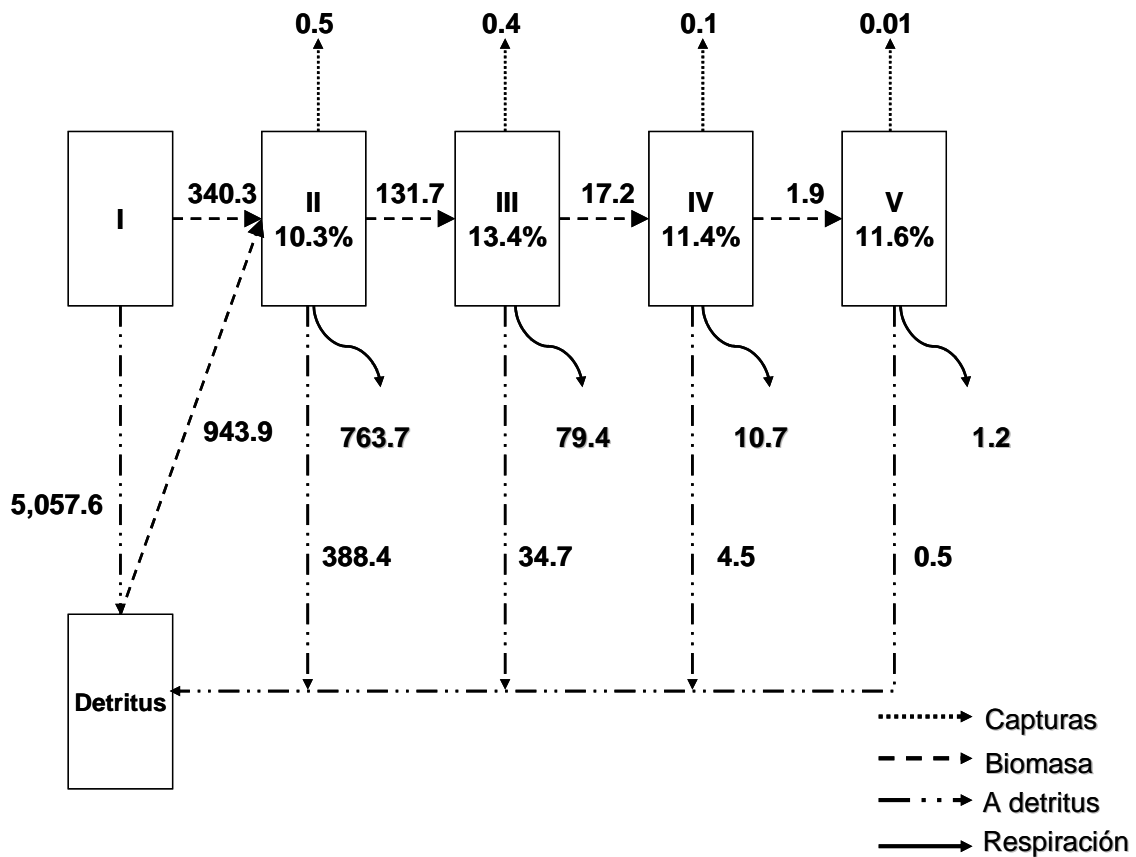 0.5
0.4
0.1
0.01
I
340.3
II
10.3%
131.7
III
13.4%
17.2
IV
11.4%
1.9
V
11.6%
943.9
763.7
79.4
10.7
1.2
5,057.6
388.4
34.7
4.5
0.5
Detritus
Capturas
Biomasa
A detritus
Respiración